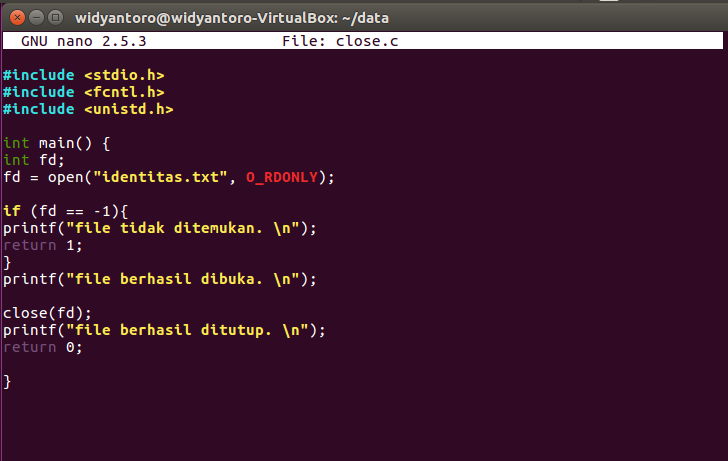 widyantoro@widyantoro-VirtualBox: ~/data
GNU nano 2.5.3 File: close.c
#include <stdio.h>
#include <fcntl.h>
#include <unistd.h>
int main() {
int fd;
fd = open("identitas.txt", O_RDONLY);
if (fd == -1){
printf("file tidak ditemukan. \n");
return 1;
}
printf("file berhasil dibuka. \n");
close(fd);
printf("file berhasil ditutup. \n");
return 0;
}